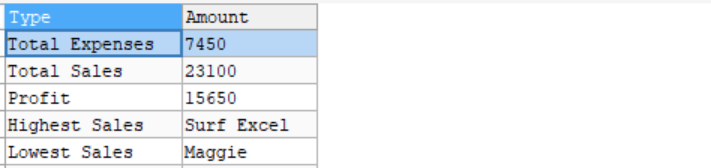 Type Amount
Total Expenses 7450
Total Sales 23100
Profit 15650
Highest Sales Surf Excel
Lowest Sales Maggie